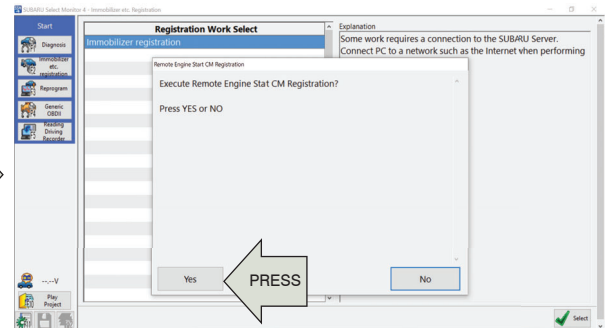 SUBARU Select Monitor 4 - Immobilizer etc. Registration
Start
Diagnosis
Immobilizer
etc.
registration
Reprogram
Generic
OBDII
Reading
Driving
Recorder
--.--V
Play
Project
Registration Work Select
Immobilizer registration
Explanation
Some work requires a connection to the SUBARU Server.
Connect PC to a network such as the Internet when performing
Remote Engine Start CM Registration
Execute Remote Engine Stat CM Registration?
Press YES or NO
Yes
PRESS
No
Select